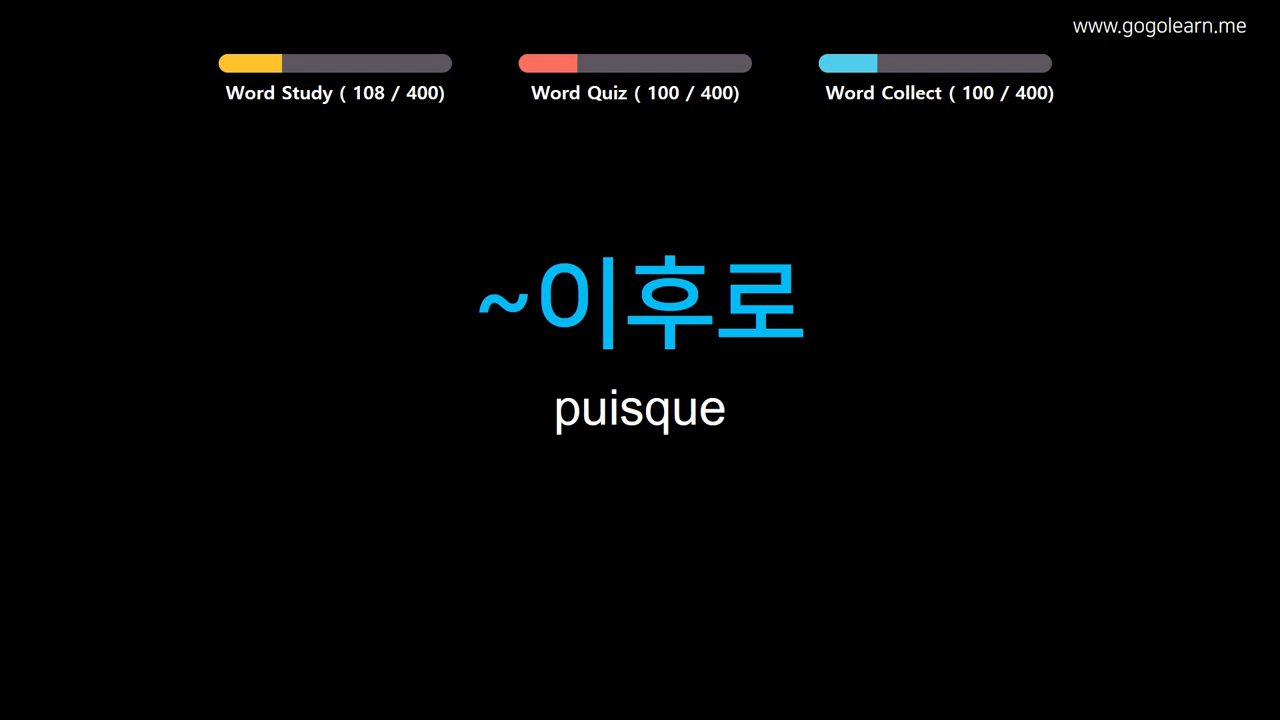 www.gogolearn.me
Word Study ( 108 / 400)
Word Quiz ( 100 / 400)
Word Collect ( 100 / 400)
~이후로
puisque